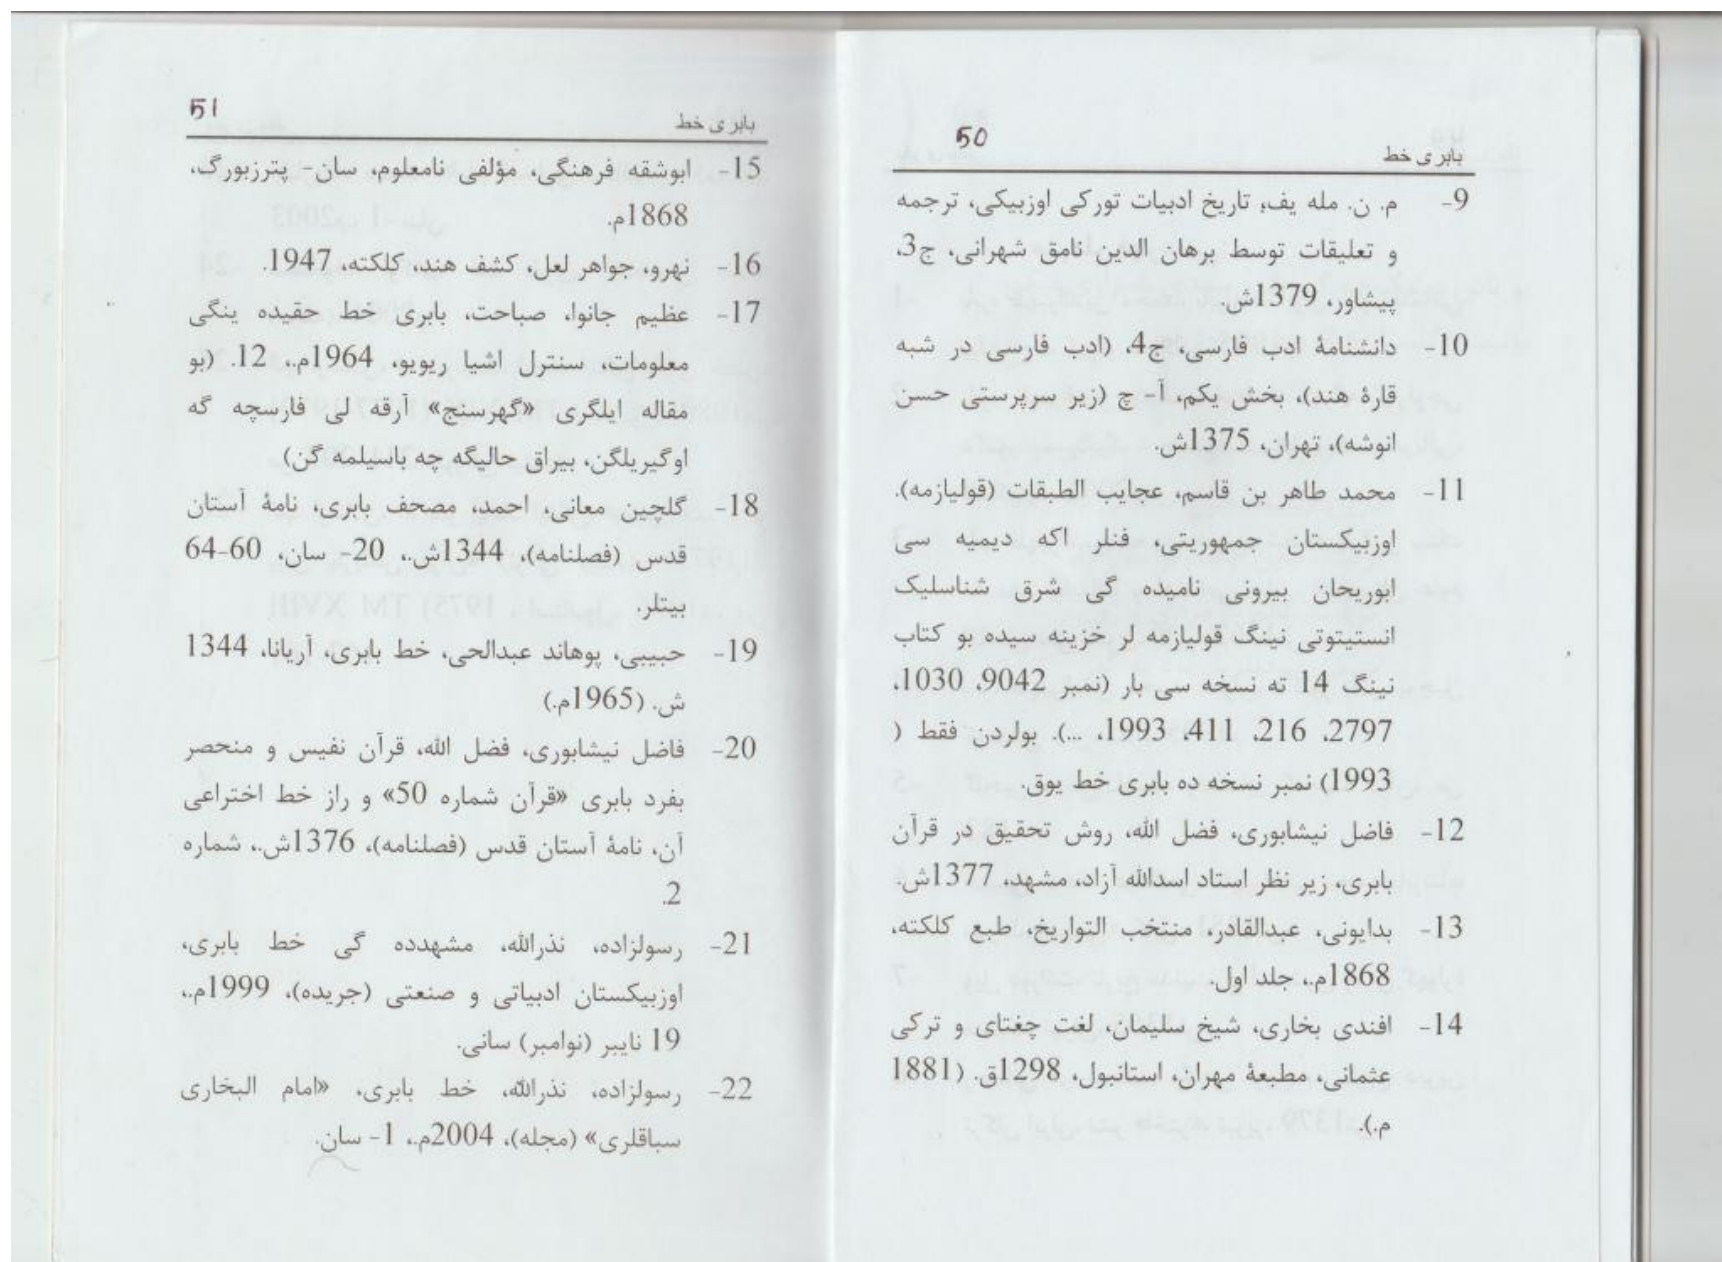 50
بابری خط
9- م. ن. مله یف، تاریخ ادبیات تورکی اوزبیکی، ترجمه
و تعلیقات توسط برهان الدین نامق شهرانی، ج3،
پیشاور، 1379ش.
10- دانشنامۀ ادب فارسی، ج4، (ادب فارسی در شبه
قارۀ هند)، بخش یکم، آ- چ (زیر سرپرستی حسن
انوشه)، تهران، 1375ش.
11- محمد طاهر بن قاسم، عجایب الطبقات (قولیازمه).
اوزبیکستان جمهوریتی، فنلر اکه دیمیه سی
ابوریحان بیرونی نامیده گی شرق شناسلیک
انستیتوتی نینگ قولیازمه لر خزینه سیده بو کتاب
نینگ 14 ته نسخه سی بار (نمبر 9042، 1030،
2797، 216، 411، 1993، ...). بولردن فقط (
1993) نمبر نسخه ده بابری خط یوق.
12- فاضل نیشابوری، فضل الله، روش تحقیق در قرآن
بابری، زیر نظر استاد اسدالله آزاد، مشهد، 1377ش.
13- بدایونی، عبدالقادر، منتخب التواریخ، طبع کلکته،
1868م.، جلد اول.
14- افندی بخاری، شیخ سلیمان، لغت چغتای و ترکی
عثمانی، مطبعۀ مهران، استانبول، 1298ق. (1881
م.).
51
بابری خط
15- ابوشقه فرهنگی، مؤلفی نامعلوم، سان- پترزبورگ،
1868م.
16- نهرو، جواهر لعل، کشف هند، کلکته، 1947.
17- عظیم جانوا، صباحت، بابری خط حقیده ینگی
معلومات، سنترل اشیا ریویو، 1964م.، 12. (بو
مقاله ایلگری «گهرسنج» آرقه لی فارسچه گه
اوگیریلگن، بیراق حالیگه چه باسیلمه گن)
18- گلچین معانی، احمد، مصحف بابری، نامۀ آستان
قدس (فصلنامه)، 1344ش.، 20- سان، 60-64
بیتلر.
19- حبیبی، پوهاند عبدالحی، خط بابری، آریانا، 1344
ش. (1965م.)
20- فاضل نیشابوری، فضل الله، قرآن نفیس و منحصر
بفرد بابری «قرآن شماره 50» و راز خط اختراعی
آن، نامۀ آستان قدس (فصلنامه)، 1376ش.، شماره
2.
21- رسولزاده، نذرالله، مشهدده گی خط بابری،
اوزبیکستان ادبیاتی و صنعتی (جریده)، 1999م.،
19 نایبر (نوامبر) سانی.
22- رسولزاده، نذرالله، خط بابری، «امام البخاری
سباقلری» (مجله)، 2004م.، 1- سان.